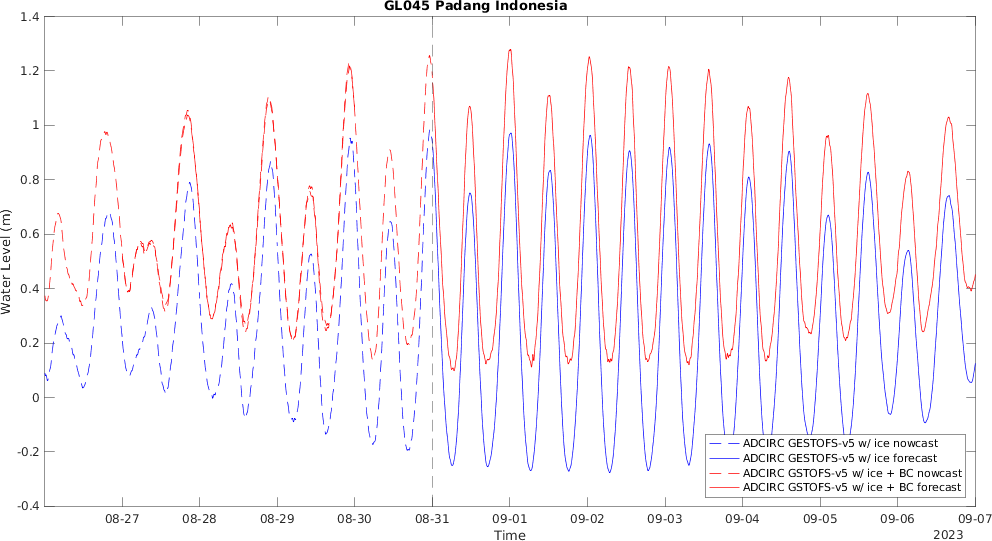 GL045 Padang Indonesia
1.4
1.2
1
0.8
0.6
0.4
0.2
0
-0.2
-0.4
Water Level (m)
ADCIRC GESTOFS-v5 w/ ice nowcast
ADCIRC GESTOFS-v5 w/ ice forecast
ADCIRC GSTOFS-v5 w/ ice + BC nowcast
ADCIRC GSTOFS-v5 w/ ice + BC forecast
08-27 08-28 08-29 08-30 08-31 09-01 09-02 09-03 09-04 09-05 09-06 09-07
Time
2023